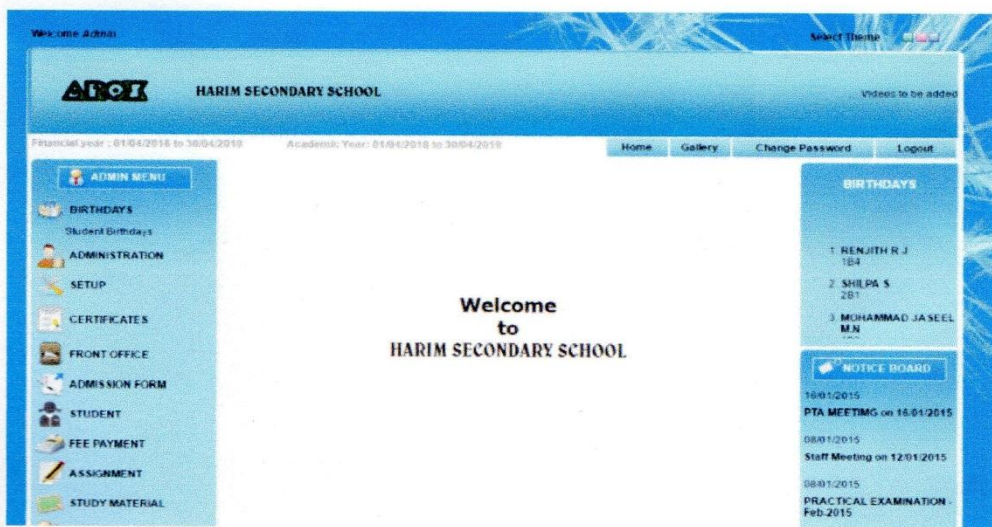 Welcome Admin
Select Theme
HARIM SECONDARY SCHOOL
Videos to be added
Financial year : 01/04/2018 to 30/04/2019
Academic Year: 01/04/2018 to 30/04/2019
Home
Gallery
Change Password
Logout
ADMIN MENU
BIRTHDAYS
Student Birthdays
ADMINISTRATION
SETUP
CERTIFICATES
FRONT OFFICE
ADMISSION FORM
STUDENT
FEE PAYMENT
ASSIGNMENT
STUDY MATERIAL
Welcome
to
HARIM SECONDARY SCHOOL
BIRTHDAYS
1. RENJITH R J
1B4
2. SHILPA S
2B1
3. MOHAMMAD JASEEL
M.N
NOTICE BOARD
16/01/2015
PTA MEETIMG on 16/01/2015
08/01/2015
Staff Meeting on 12/01/2015
08/01/2015
PRACTICAL EXAMINATION -
Feb-2015